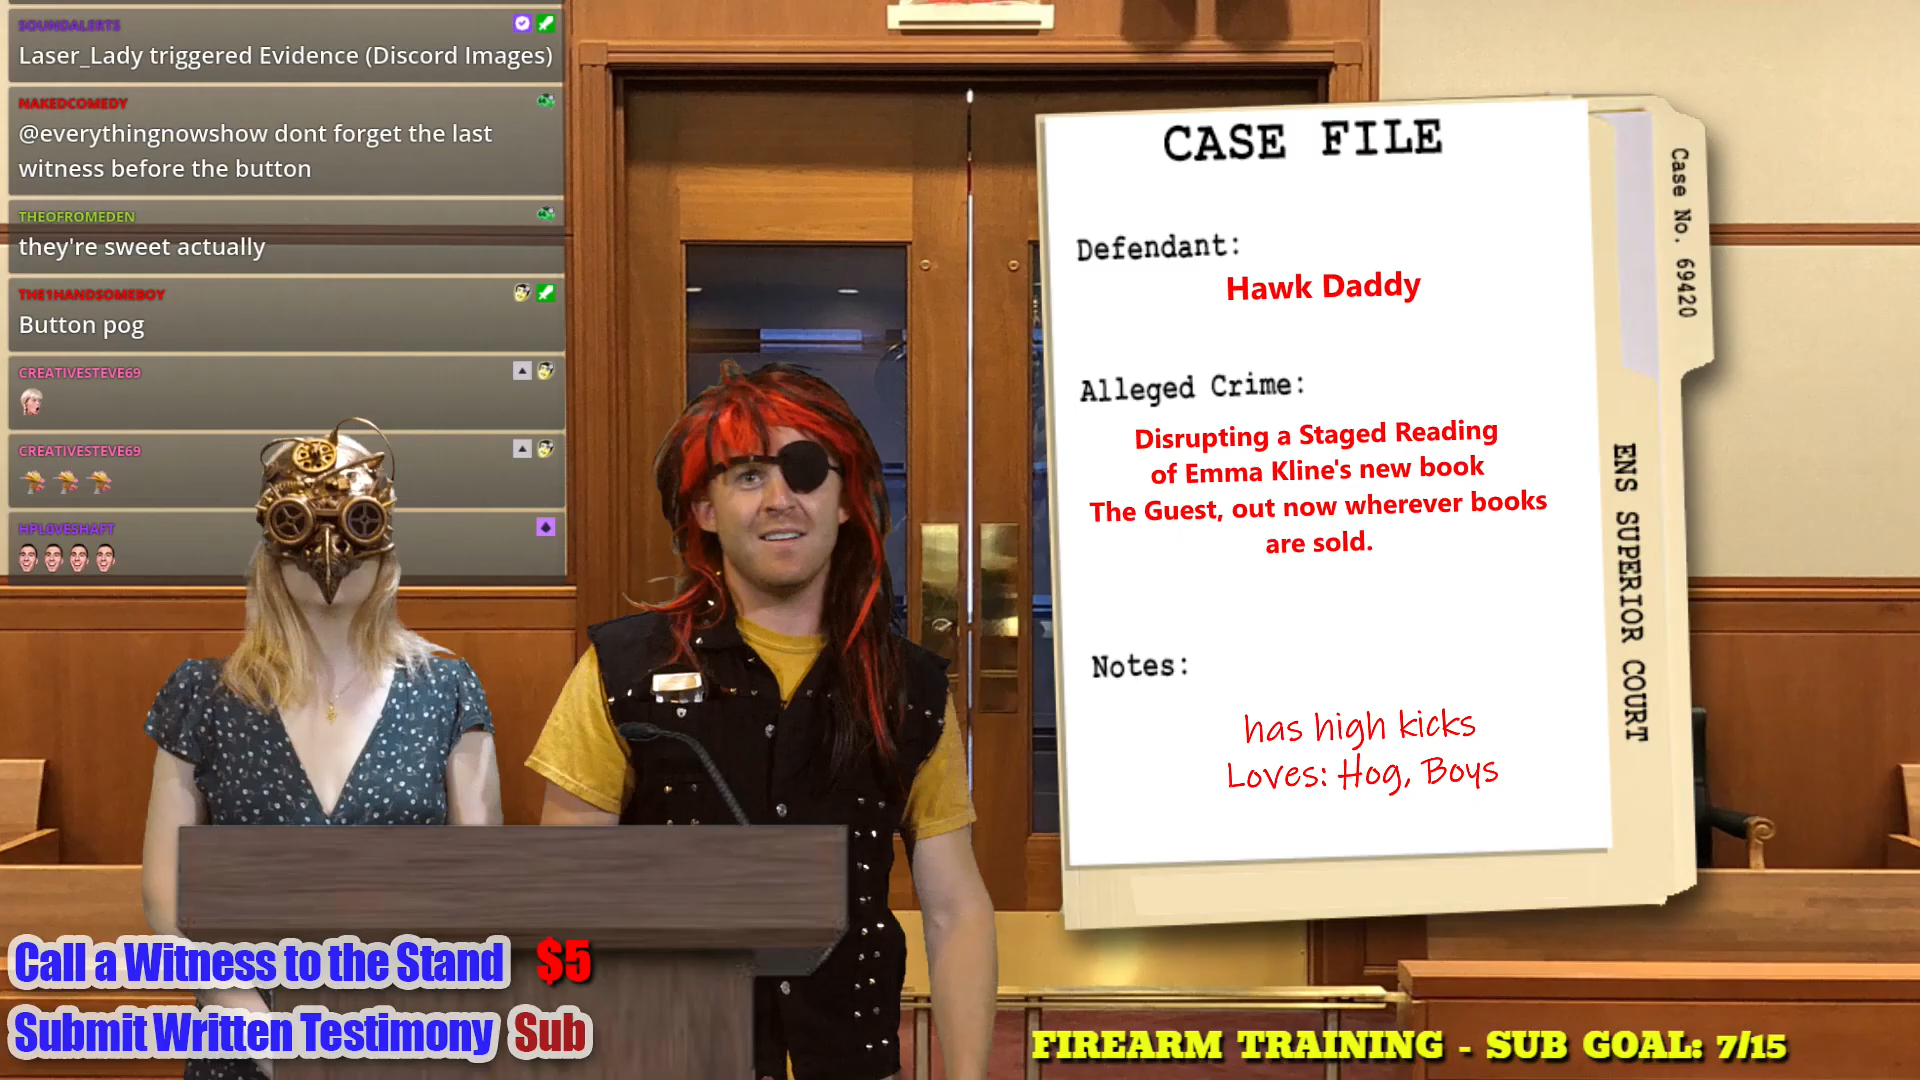 SOUNDALERTS
Laser_Lady triggered Evidence (Discord Images)
NAKEDCOMEDY
@everythingnowshow dont forget the last
witness before the button
THEOFROMEDEN
they're sweet actually
THE1HANDSOMEBOY
Button pog
CREATIVESTEVE69
CREATIVESTEVE69
HPLOVESHAFT
CASE FILE
Defendant:
Hawk Daddy
Alleged Crime:
Disrupting a Staged Reading
of Emma Kline's new book
The Guest, out now wherever books
are sold.
Notes:
has high kicks
Loves: Hog, Boys
Case No. 69420
ENS SUPERIOR COURT
Call a Witness to the Stand $5
Submit Written Testimony Sub
FIREARM TRAINING - SUB GOAL: 7/15